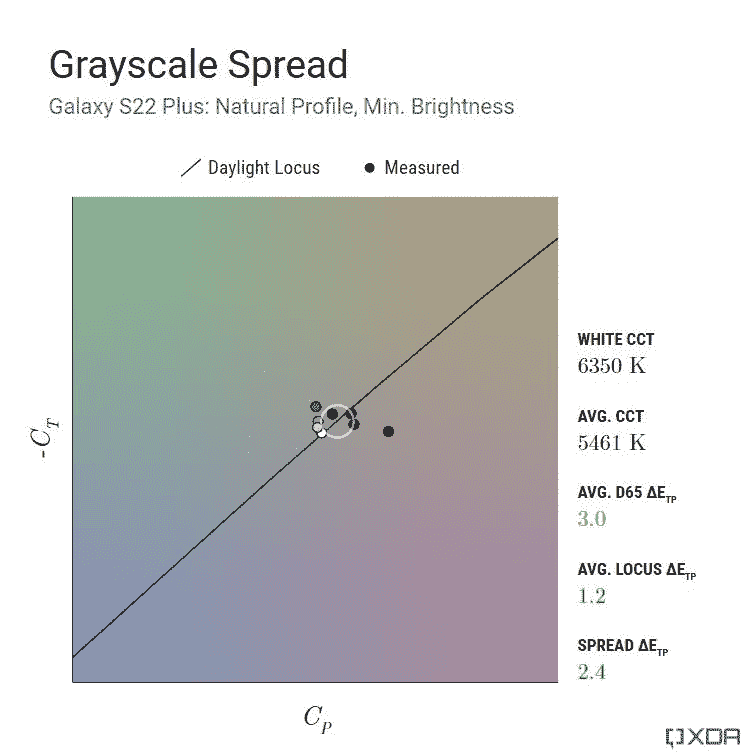 Grayscale Spread
Galaxy S22 Plus: Natural Profile, Min. Brightness
Daylight Locus
Measured
-C_T
WHITE CCT
6350 K
AVG. CCT
5461 K
AVG. D65 ΔE_TP
3.0
AVG. LOCUS ΔE_TP
1.2
SPREAD ΔE_TP
2.4
C_P
XDA